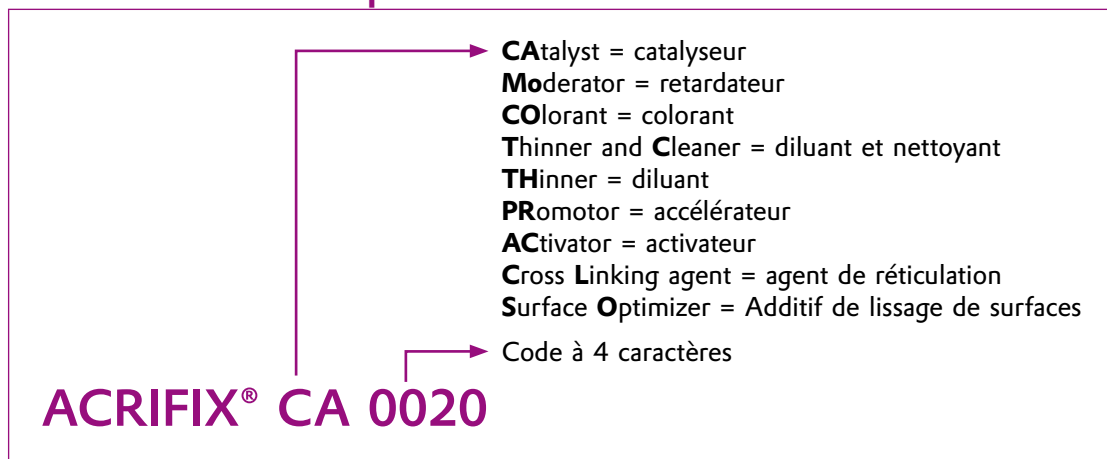 CAtalyst = catalyseur
Moderator = retardateur
COlorant = colorant
Thinner and Cleaner = diluant et nettoyant
THinner = diluant
PRomotor = accélérateur
ACtivator = activateur
Cross Linking agent = agent de réticulation
Surface Optimizer = Additif de lissage de surfaces
Code à 4 caractères
ACRIFIX® CA 0020